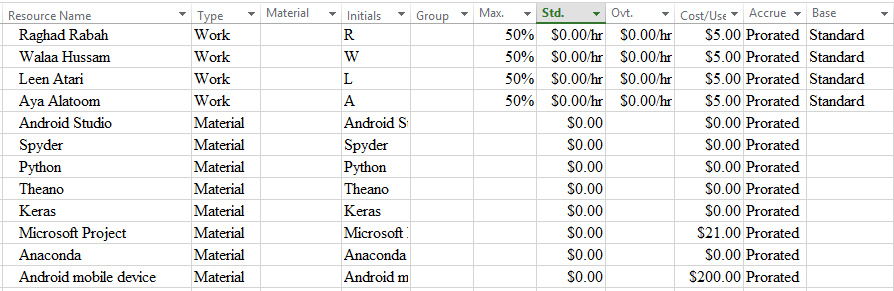 Resource Name Type Material Initials Group Max. Std. Ovt. Cost/Use Accrue Base
Raghad Rabah Work R 50% $0.00/hr $0.00/hr $5.00 Prorated Standard
Walaa Hussam Work W 50% $0.00/hr $0.00/hr $5.00 Prorated Standard
Leen Atari Work L 50% $0.00/hr $0.00/hr $5.00 Prorated Standard
Aya Alatoom Work A 50% $0.00/hr $0.00/hr $5.00 Prorated Standard
Android Studio Material Android S $0.00 $0.00 Prorated
Spyder Material Spyder $0.00 $0.00 Prorated
Python Material Python $0.00 $0.00 Prorated
Theano Material Theano $0.00 $0.00 Prorated
Keras Material Keras $0.00 $0.00 Prorated
Microsoft Project Material Microsoft $0.00 $21.00 Prorated
Anaconda Material Anaconda $0.00 $0.00 Prorated
Android mobile device Material Android m $0.00 $200.00 Prorated